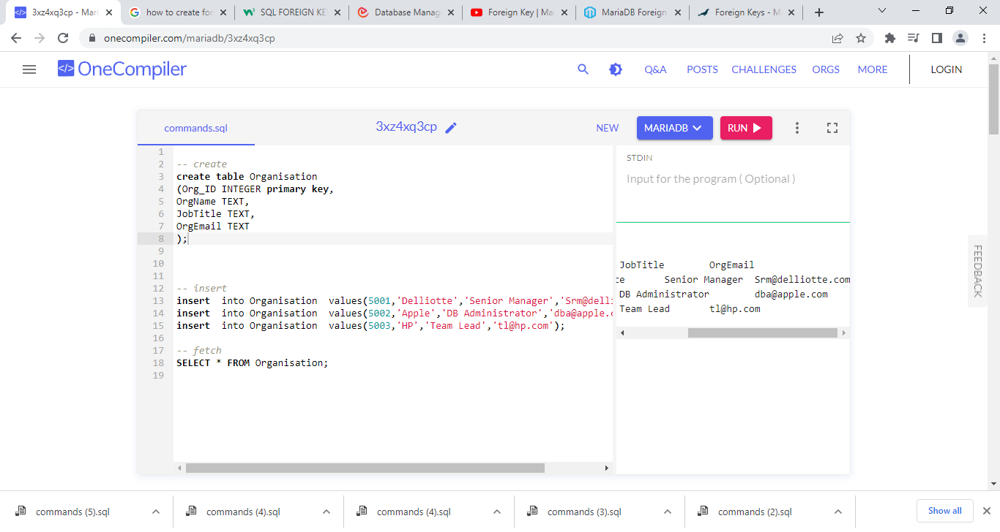 3xz4xq3cp - Mari
how to create for
SQL FOREIGN KE
Database Manag
Foreign Key | Ma
MariaDB Foreign
Foreign Keys - M
onecompiler.com/mariadb/3xz4xq3cp
</> OneCompiler
Q&A POSTS CHALLENGES ORGS MORE LOGIN
commands.sql 3xz4xq3cp NEW MARIADB RUN
1
2 -- create
3 create table Organisation
4 (Org_ID INTEGER primary key,
5 OrgName TEXT,
6 JobTitle TEXT,
7 OrgEmail TEXT
8 );
9
10
11
12 -- insert
13 insert  into Organisation  values(5001,'Delliotte','Senior Manager','Srm@delli
14 insert  into Organisation  values(5002,'Apple','DB Administrator','dba@apple.c
15 insert  into Organisation  values(5003,'HP','Team Lead','tl@hp.com');
16
17 -- fetch
18 SELECT * FROM Organisation;
19
STDIN
Input for the program ( Optional )
JobTitle OrgEmail
te Senior Manager Srm@delliotte.com
DB Administrator dba@apple.com
Team Lead tl@hp.com
FEEDBACK
commands (5).sql
commands (4).sql
commands (4).sql
commands (3).sql
commands (2).sql
Show all